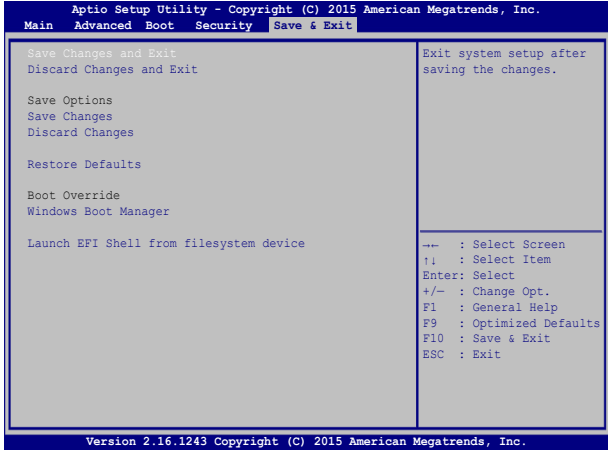 Aptio Setup Utility - Copyright (C) 2015 American Megatrends, Inc.
Main Advanced Boot Security Save & Exit
Save Changes and Exit
Discard Changes and Exit
Save Options
Save Changes
Discard Changes
Restore Defaults
Boot Override
Windows Boot Manager
Launch EFI Shell from filesystem device
Exit system setup after
saving the changes.
→← : Select Screen
↑↓ : Select Item
Enter: Select
+/— : Change Opt.
F1 : General Help
F9 : Optimized Defaults
F10 : Save & Exit
ESC : Exit
Version 2.16.1243 Copyright (C) 2015 American Megatrends, Inc.